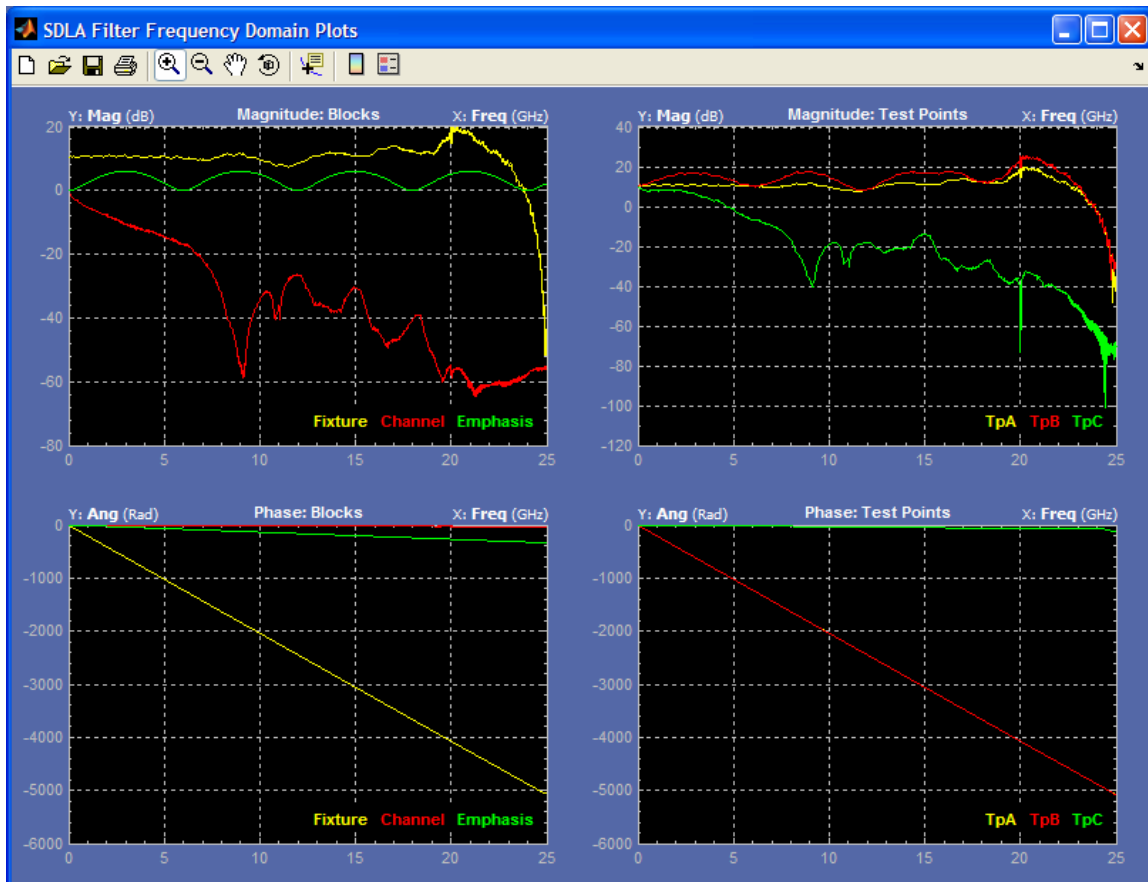 SDLA Filter Frequency Domain Plots
Y: Mag (dB) Magnitude: Blocks X: Freq (GHz)
20
0
-20
-40
-60
-80
0 5 10 15 20 25
Fixture Channel Emphasis
Y: Mag (dB) Magnitude: Test Points X: Freq (GHz)
40
20
0
-20
-40
-60
-80
-100
-120
0 5 10 15 20 25
TpA TpB TpC
Y: Ang (Rad) Phase: Blocks X: Freq (GHz)
0
-1000
-2000
-3000
-4000
-5000
-6000
0 5 10 15 20 25
Fixture Channel Emphasis
Y: Ang (Rad) Phase: Test Points X: Freq (GHz)
0
-1000
-2000
-3000
-4000
-5000
-6000
0 5 10 15 20 25
TpA TpB TpC